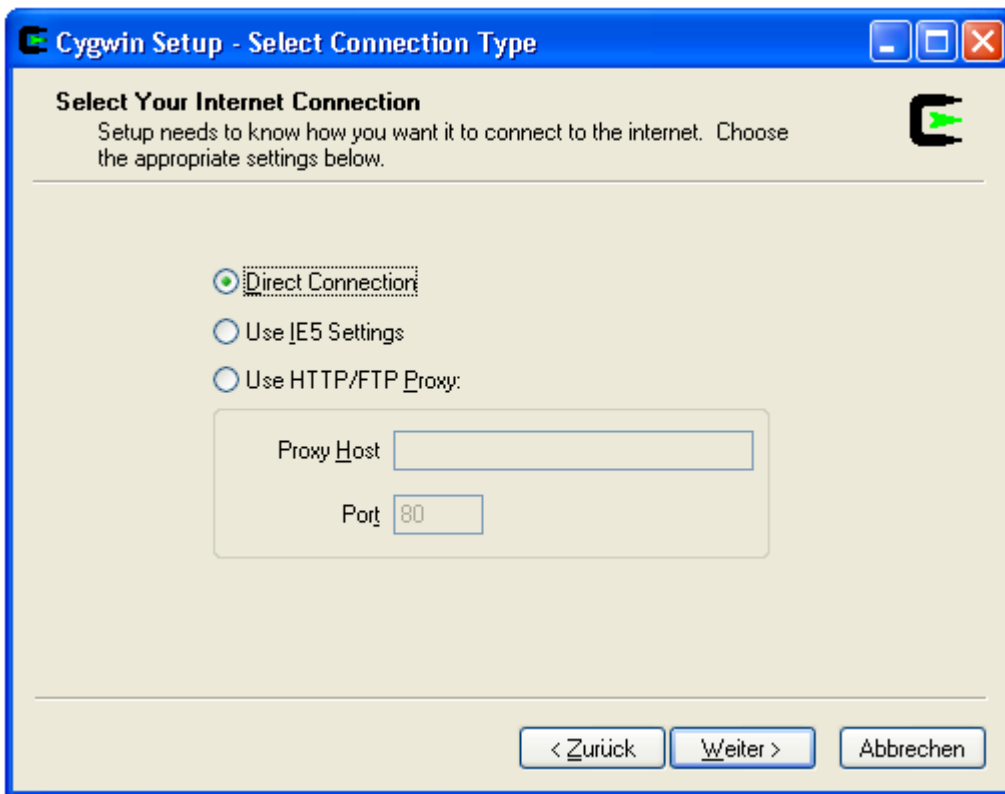 Cygwin Setup - Select Connection Type
Select Your Internet Connection
Setup needs to know how you want it to connect to the internet.  Choose
the appropriate settings below.
Direct Connection
Use IE5 Settings
Use HTTP/FTP Proxy:
Proxy Host
Port 80
< Zurück Weiter > Abbrechen